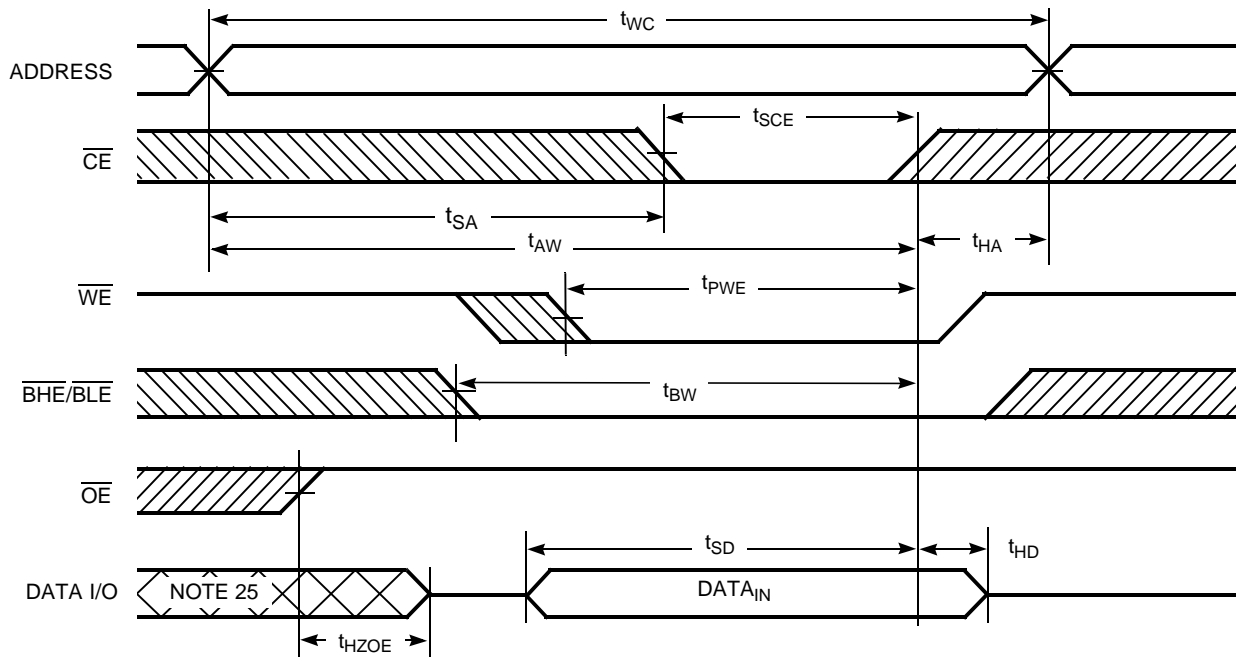 tWC
ADDRESS
tSCE
CE
tSA
tAW
tHA
WE
tPWE
BHE/BLE
tBW
OE
tSD
tHD
DATA I/O
NOTE 25
DATAIN
tHZOE